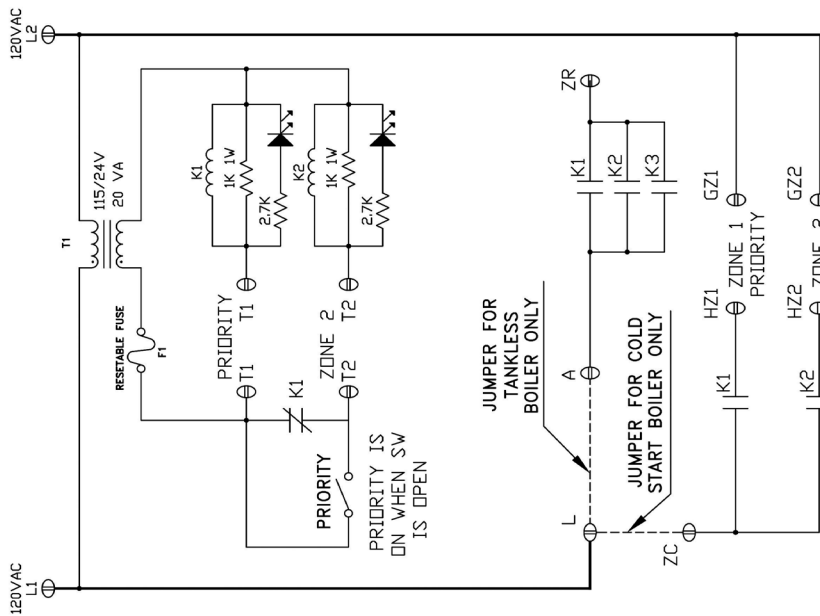 120VAC
L2
120VAC
L1
T1
115/24V
20 VA
RESETABLE FUSE
F1
K1
1K 1W
2.7K
K2
1K 1W
2.7K
PRIORITY
T1
T1
ZONE 2
T2
T2
K1
PRIORITY
PRIORITY IS
ON WHEN SW
IS OPEN
ZR
K1
K2
K3
A
JUMPER FOR
TANKLESS
BOILER ONLY
L
JUMPER FOR COLD
START BOILER ONLY
ZC
GZ1
ZONE 1
PRIORITY
HZ1
K1
GZ2
ZONE
HZ2
K2